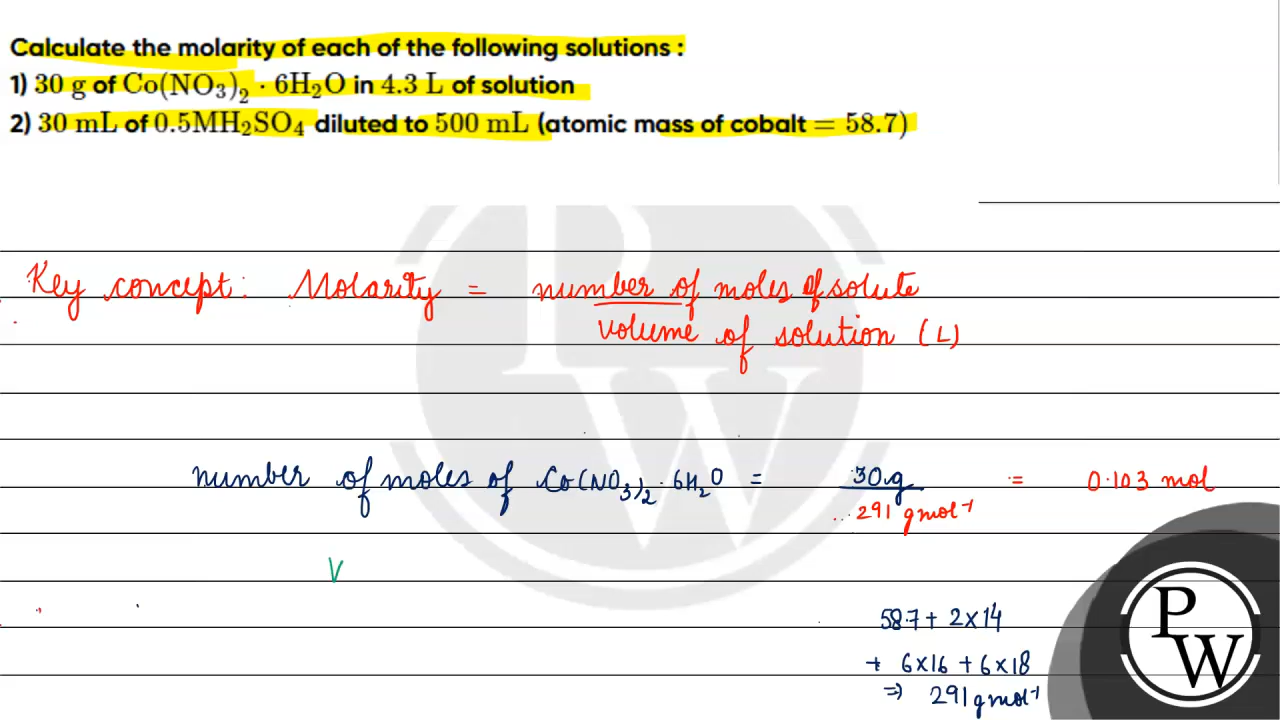 Calculate the molarity of each of the following solutions :
1) 30 g of Co(NO₃)₂ · 6H₂O in 4.3 L of solution
2) 30 mL of 0.5MH₂SO₄ diluted to 500 mL (atomic mass of cobalt = 58.7)
Key concept: Molarity = number of moles of solute
volume of solution (L)
number of moles of Co(NO₃)₂ · 6H₂O = 30g = 0.103 mol
291 g mol⁻¹
V
58.7 + 2×14
+ 6×16 + 6×18
⇒ 291 g mol⁻¹
P
W
PW